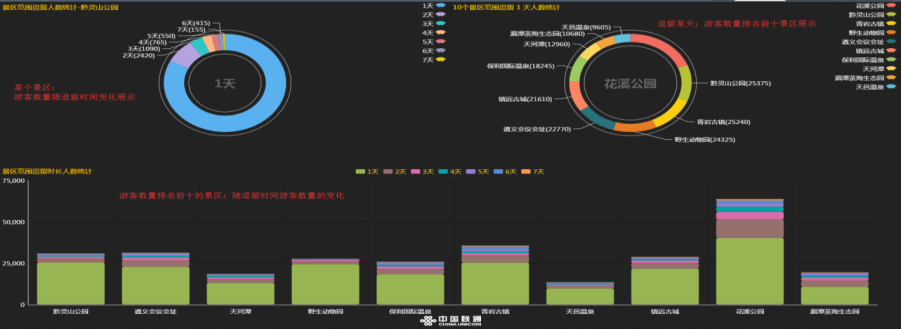 景区范围逗留人数统计-黔灵山公园
6天(415)
7天(155)
5天(550)
4天(765)
3天(1090)
2天(2420)
1天
某个景区:
游客数量随逗留时间变化展示
1天
2天
3天
4天
5天
6天
7天
10个景区范围逗留 1 天人数统计
逗留某天：游客数量排名前十景区展示
天邑温泉(9605)
湄潭茶海生态园(10680)
天河潭(12960)
保利国际温泉(18245)
镇远古城(21610)
遵义会议会址(22770)
野生动物园(24325)
青岩古镇(25240)
黔灵山公园(25375)
花溪公园
花溪公园
黔灵山公园
青岩古镇
野生动物园
遵义会议会址
镇远古城
保利国际温泉
天河潭
湄潭茶海生态园
天邑温泉
景区范围逗留时长人数统计
1天 2天 3天 4天 5天 6天 7天
游客数量排名前十的景区：随逗留时间游客数量的变化
75,000
50,000
25,000
0
黔灵山公园 遵义会议会址 天河潭 野生动物园 保利国际温泉 青岩古镇 天邑温泉 镇远古城 花溪公园 湄潭茶海生态园
中国联通
CHINA UNICOM